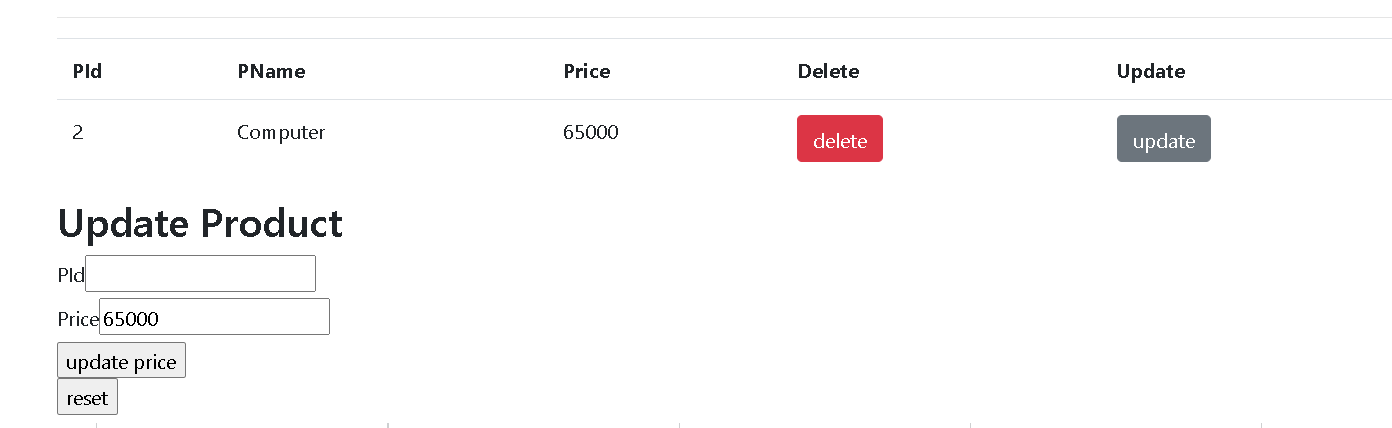 PId PName Price Delete Update
2 Computer 65000 delete update
Update Product
PId
Price 65000
update price
reset